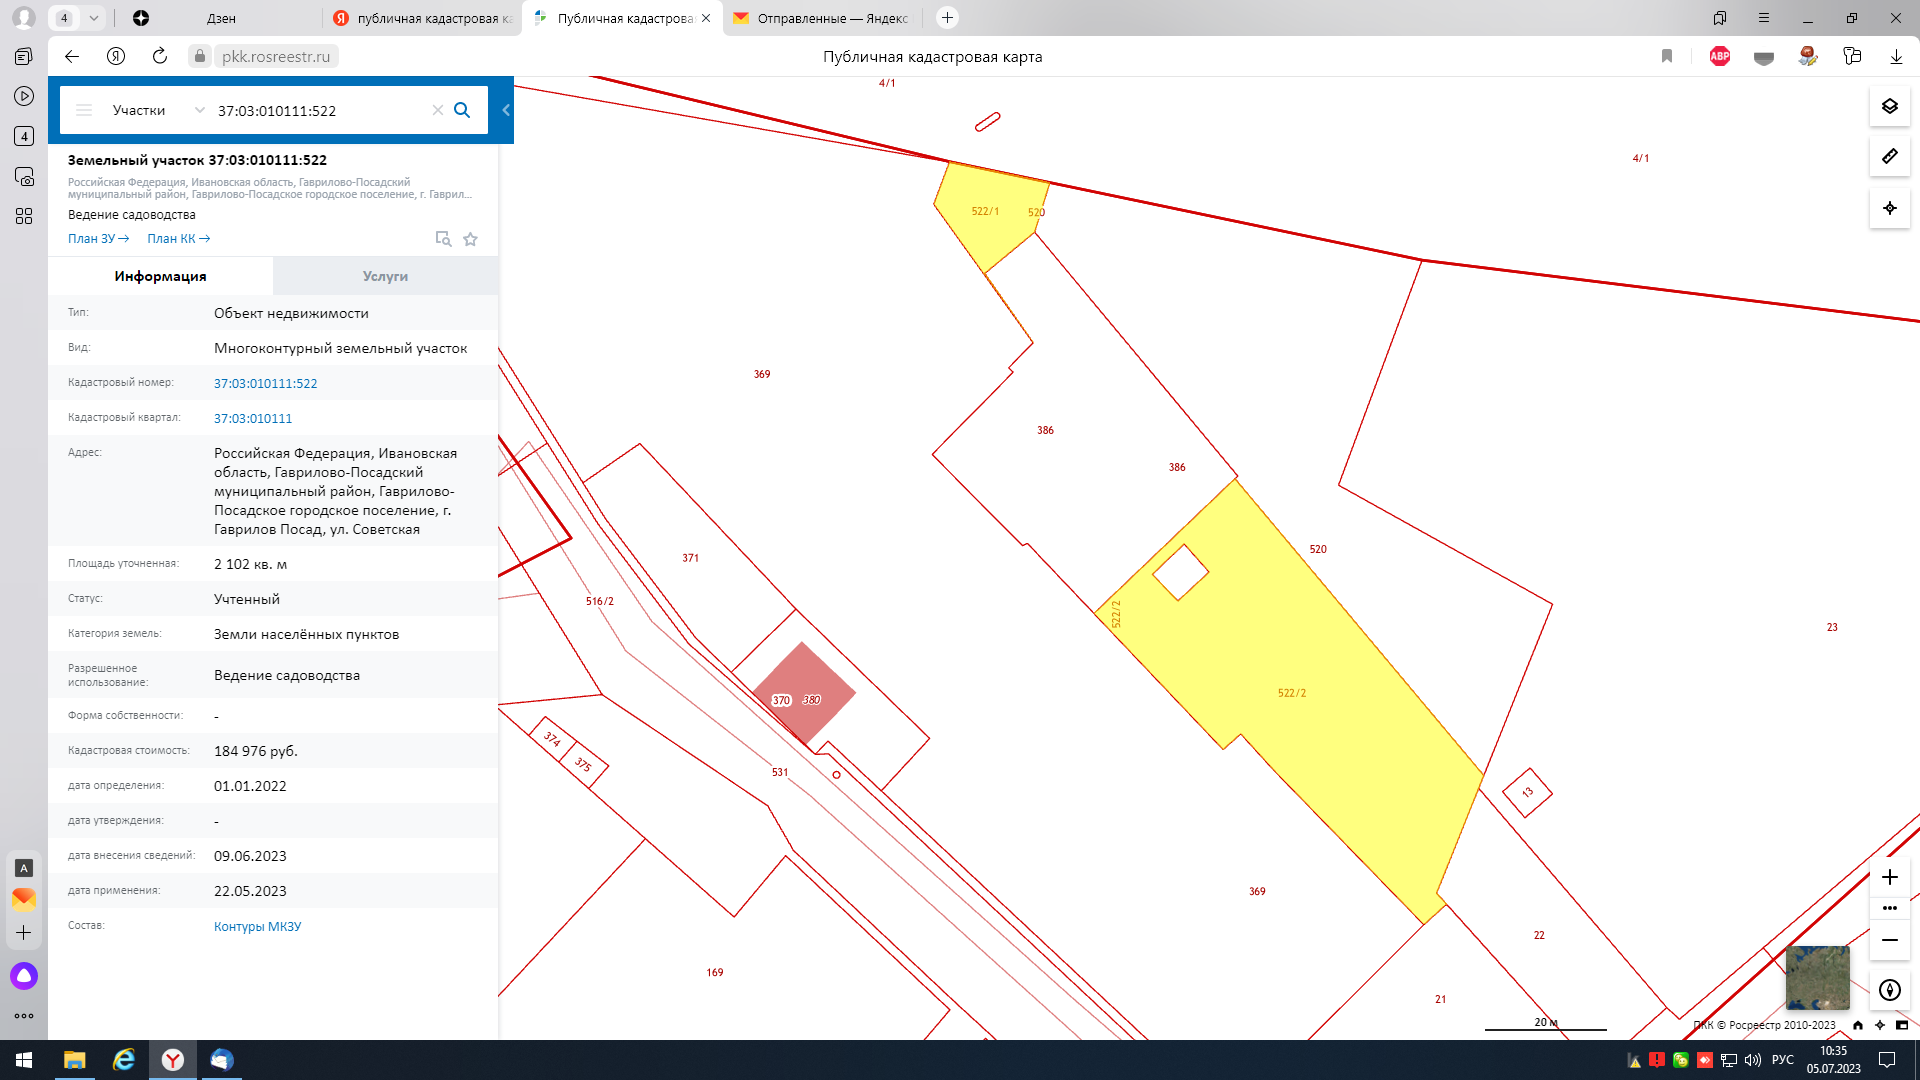 4
Дзен
публичная кадастровая к
Публичная кадастрова
Отправленные — Яндекс
pkk.rosreestr.ru
Публичная кадастровая карта
ABP
4
Участки
37:03:010111:522
Земельный участок 37:03:010111:522
Российская Федерация, Ивановская область, Гаврилово-Посадский
муниципальный район, Гаврилово-Посадское городское поселение, г. Гаврил...
Ведение садоводства
План ЗУ →
План КК →
Информация
Услуги
Тип:
Объект недвижимости
Вид:
Многоконтурный земельный участок
Кадастровый номер:
37:03:010111:522
Кадастровый квартал:
37:03:010111
Адрес:
Российская Федерация, Ивановская
область, Гаврилово-Посадский
муниципальный район, Гаврилово-
Посадское городское поселение, г.
Гаврилов Посад, ул. Советская
Площадь уточненная:
2 102 кв. м
Статус:
Учтенный
Категория земель:
Земли населённых пунктов
Разрешенное
использование:
Ведение садоводства
Форма собственности:
-
Кадастровая стоимость:
184 976 руб.
дата определения:
01.01.2022
дата утверждения:
-
дата внесения сведений:
09.06.2023
дата применения:
22.05.2023
Состав:
Контуры МКЗУ
4/1
4/1
522/1
520
369
386
386
371
520
516/2
522/2
23
522/2
370
380
374
375
531
13
369
22
169
21
20 м
ПКК © Росреестр 2010-2023
A
РУС
10:35
05.07.2023